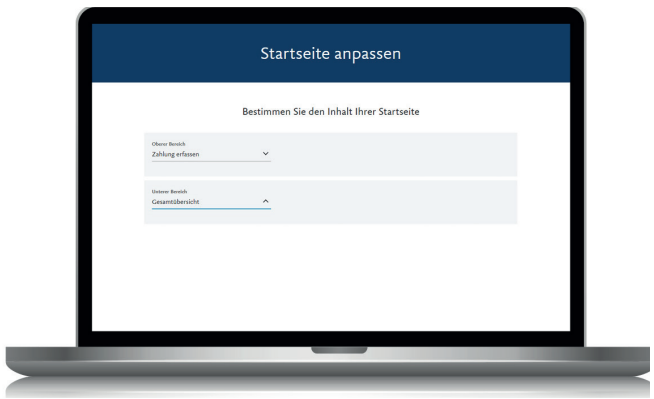 Startseite anpassen
Bestimmen Sie den Inhalt Ihrer Startseite
Oberer Bereich
Zahlung erfassen
Unterer Bereich
Gesamtübersicht